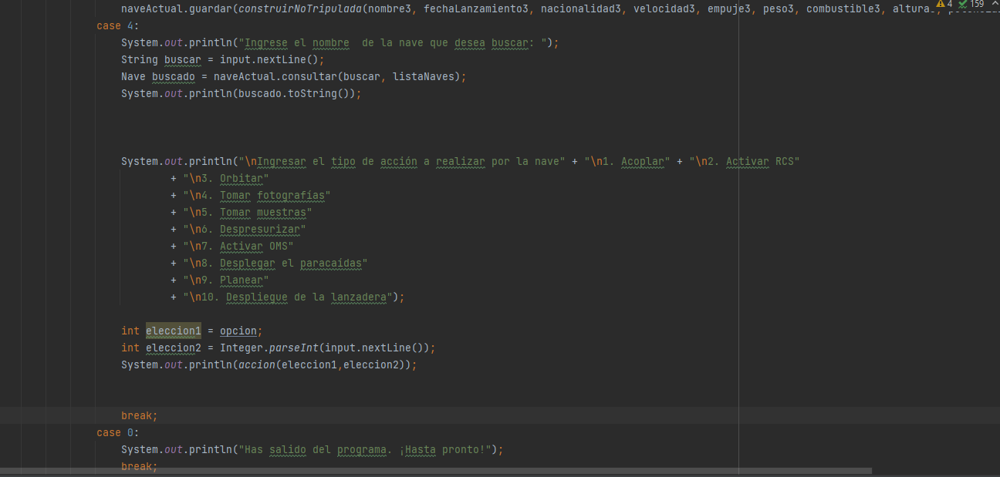 naveActual.guardar(construirNoTripulada(nombre3, fechaLanzamiento3, nacionalidad3, velocidad3, empuje3, peso3, combustible3,
4 159
case 4:
System.out.println("Ingrese el nombre  de la nave que desea buscar: ");
String buscar = input.nextLine();
Nave buscado = naveActual.consultar(buscar, listaNaves);
System.out.println(buscado.toString());
System.out.println("\nIngresar el tipo de acción a realizar por la nave" + "\n1. Acoplar" + "\n2. Activar RCS"
+ "\n3. Orbitar"
+ "\n4. Tomar fotografías"
+ "\n5. Tomar muestras"
+ "\n6. Despresurizar"
+ "\n7. Activar OMS"
+ "\n8. Desplegar el paracaídas"
+ "\n9. Planear"
+ "\n10. Despliegue de la lanzadera");
int eleccion1 = opcion;
int eleccion2 = Integer.parseInt(input.nextLine());
System.out.println(accion(eleccion1,eleccion2));
break;
case 0:
System.out.println("Has salido del programa. ¡Hasta pronto!");
break;